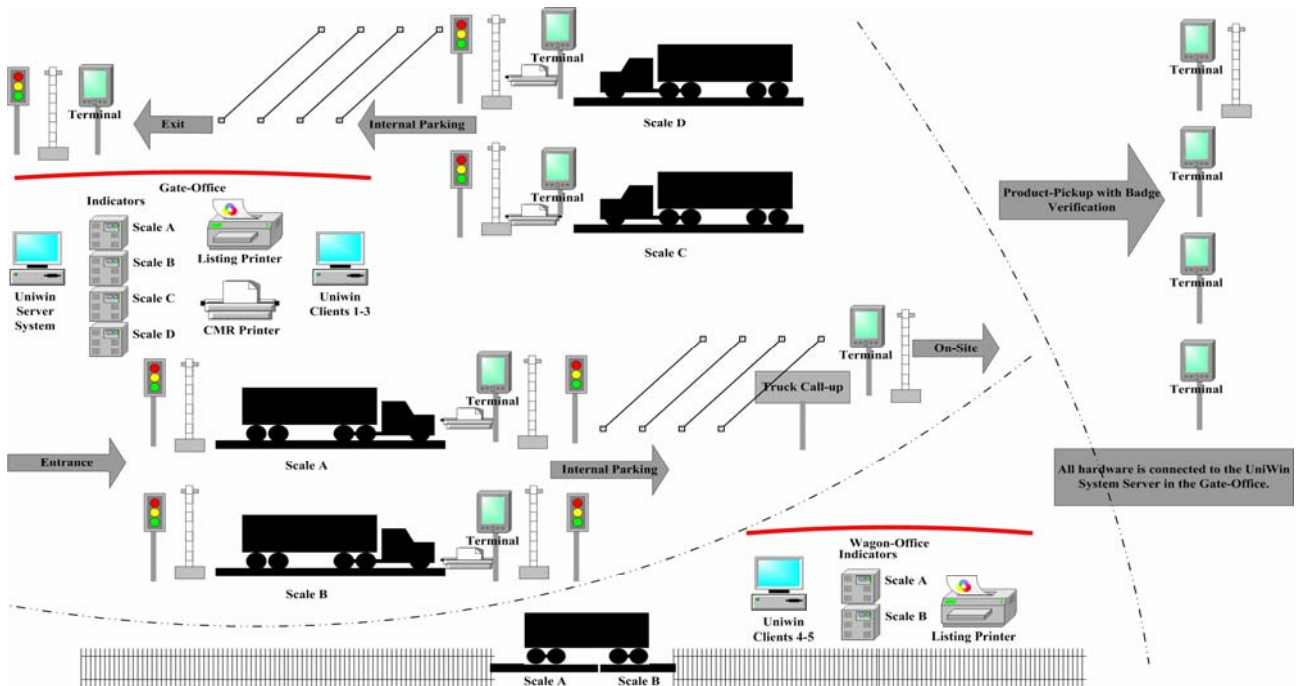 Terminal
Terminal
Terminal
Exit
Internal Parking
Scale D
Terminal
Scale C
Gate-Office
Indicators
Scale A
Scale B
Scale C
Scale D
Listing Printer
CMR Printer
Uniwin
Server
System
Uniwin
Clients 1-3
Terminal
Terminal
Product-Pickup with Badge
Verification
Terminal
Terminal
Terminal
On-Site
Truck Call-up
Terminal
Entrance
Scale A
Internal Parking
All hardware is connected to the UniWin
System Server in the Gate-Office.
Terminal
Scale B
Wagon-Office
Indicators
Scale A
Scale B
Uniwin
Clients 4-5
Listing Printer
Scale A
Scale B